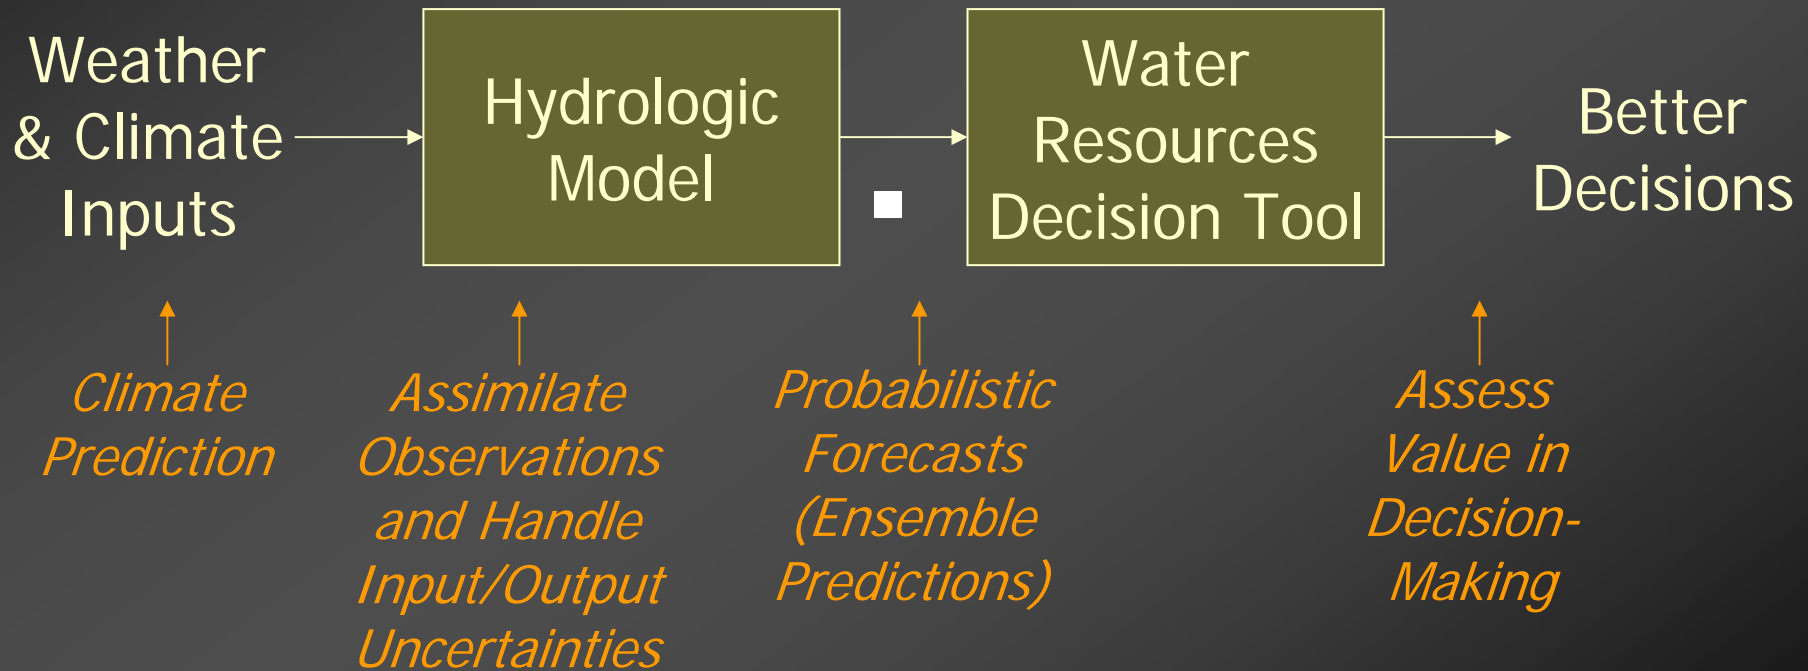 Weather
& Climate
Inputs
Hydrologic
Model
Water
Resources
Decision Tool
Better
Decisions
Climate
Prediction
Assimilate
Observations
and Handle
Input/Output
Uncertainties
Probabilistic
Forecasts
(Ensemble
Predictions)
Assess
Value in
Decision-
Making